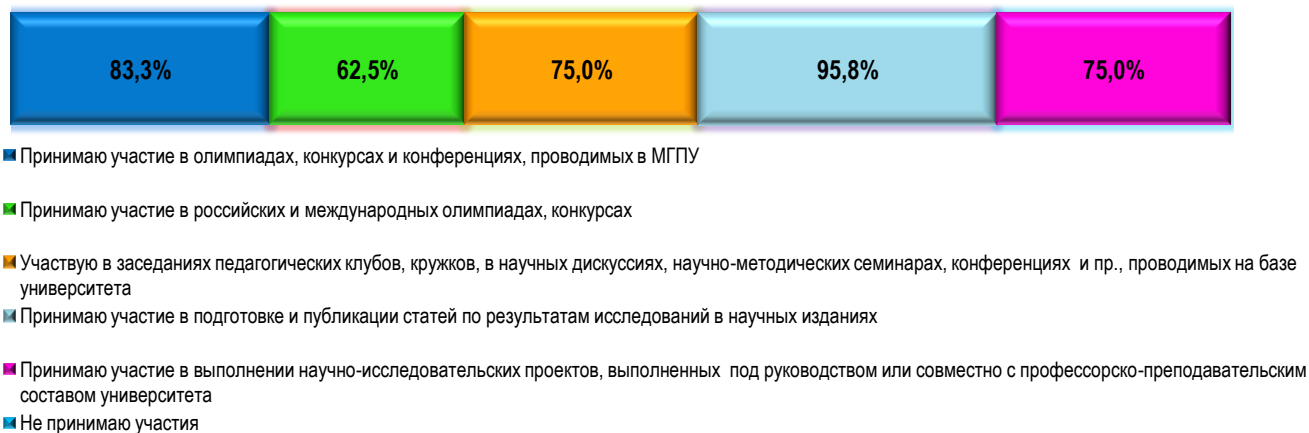 83,3% 62,5% 75,0% 95,8% 75,0%
Принимаю участие в олимпиадах, конкурсах и конференциях, проводимых в МГПУ
Принимаю участие в российских и международных олимпиадах, конкурсах
Участвую в заседаниях педагогических клубов, кружков, в научных дискуссиях, научно-методических семинарах, конференциях и пр., проводимых на базе
университета
Принимаю участие в подготовке и публикации статей по результатам исследований в научных изданиях
Принимаю участие в выполнении научно-исследовательских проектов, выполненных под руководством или совместно с профессорско-преподавательским
составом университета
Не принимаю участия